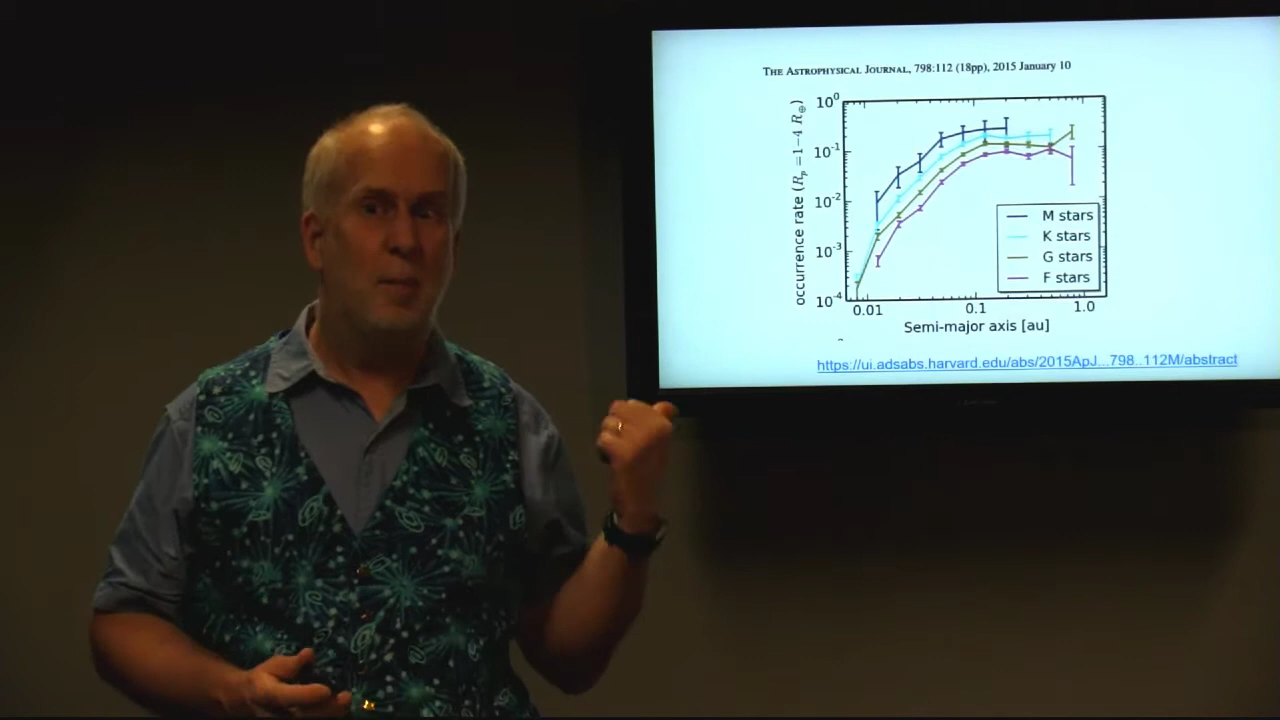 THE ASTROPHYSICAL JOURNAL, 798:112 (18pp), 2015 January 10
occurrence rate (Rp = 1−4 R⊕)
10^0
10^-1
10^-2
10^-3
10^-4
M stars
K stars
G stars
F stars
0.01 0.1 1.0
Semi-major axis [au]
https://ui.adsabs.harvard.edu/abs/2015ApJ...798..112M/abstract